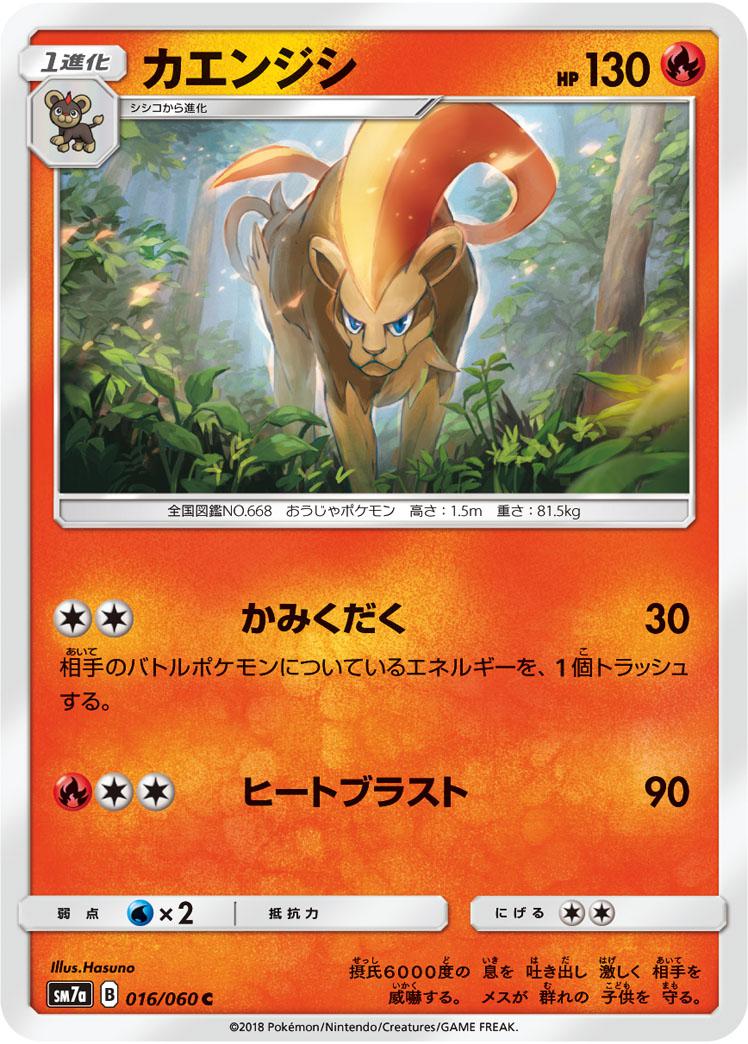 1進化
カエンジシ
HP 130
シシコから進化
全国図鑑NO.668 おうじゃポケモン 高さ：1.5m 重さ：81.5kg
かみくだく 30
相手のバトルポケモンについているエネルギーを、1個トラッシュ
する。
ヒートブラスト 90
弱点 ×2 抵抗力 にげる
Illus.Hasuno
摂氏6000度の 息を 吐き出し 激しく 相手を
威嚇する。 メスが 群れの 子供を 守る。
SM7a B 016/060 C
©2018 Pokémon/Nintendo/Creatures/GAME FREAK.